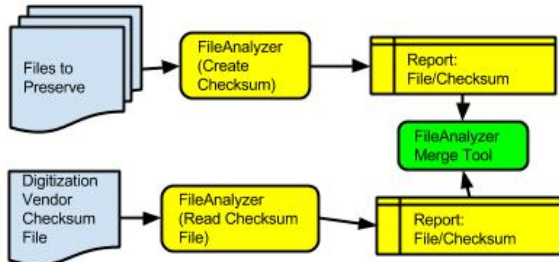 Files to
Preserve
FileAnalyzer
(Create
Checksum)
Report:
File/Checksum
FileAnalyzer
Merge Tool
Digitization
Vendor
Checksum
File
FileAnalyzer
(Read Checksum
File)
Report:
File/Checksum